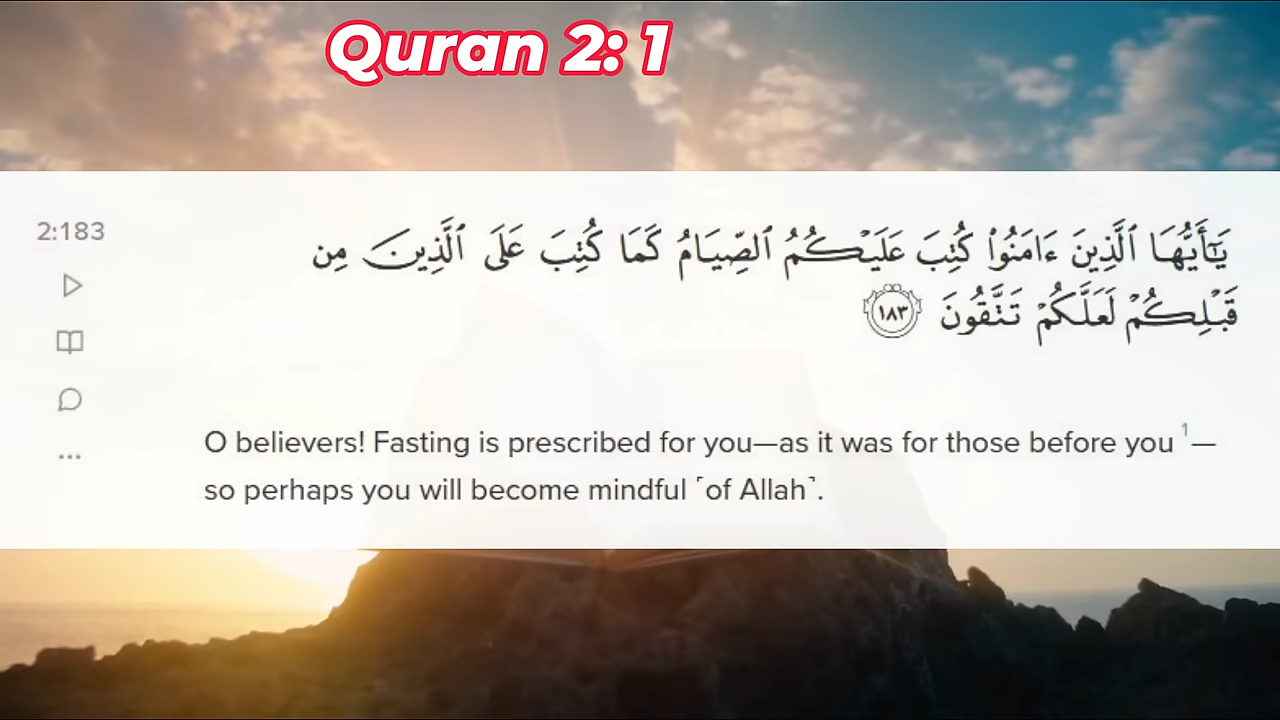 Quran 2: 1
2:183
يَٰٓأَيُّهَا ٱلَّذِينَ ءَامَنُوا۟ كُتِبَ عَلَيْكُمُ ٱلصِّيَامُ كَمَا كُتِبَ عَلَى ٱلَّذِينَ مِن
قَبْلِكُمْ لَعَلَّكُمْ تَتَّقُونَ ١٨٣
O believers! Fasting is prescribed for you—as it was for those before you ¹—
so perhaps you will become mindful ˹of Allah˺.